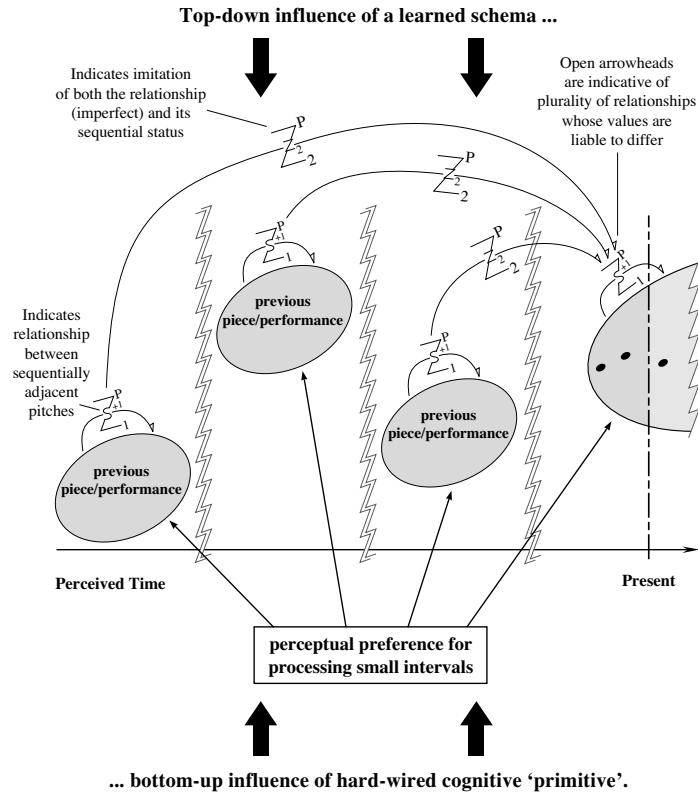 Top-down influence of a learned schema ...
Indicates imitation
of both the relationship
(imperfect) and its
sequential status
Open arrowheads
are indicative of
plurality of relationships
whose values are
liable to differ
P
2
2
P
2
2
P
+1
1
previous
piece/performance
P
2
2
P
+1
1
Indicates
relationship
between
sequentially
adjacent
pitches
P
+1
1
previous
piece/performance
P
+1
1
previous
piece/performance
Perceived Time
Present
perceptual preference for
processing small intervals
... bottom-up influence of hard-wired cognitive ‘primitive’.